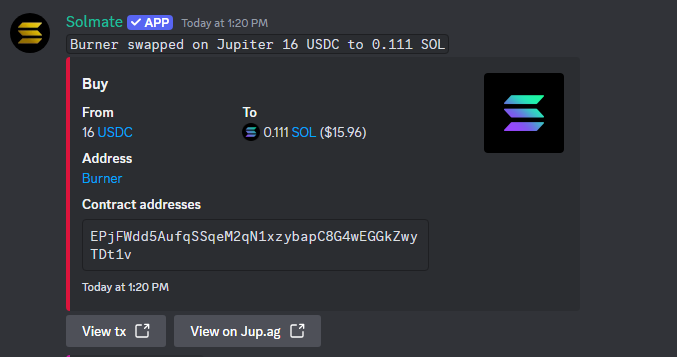 Solmate ✓ APP Today at 1:20 PM
Burner swapped on Jupiter 16 USDC to 0.111 SOL
Buy
From To
16 USDC 0.111 SOL ($15.96)
Address
Burner
Contract addresses
EPjFWdd5AufqSSqeM2qN1xzybapC8G4wEGGkZwy
TDt1v
Today at 1:20 PM
View tx View on Jup.ag